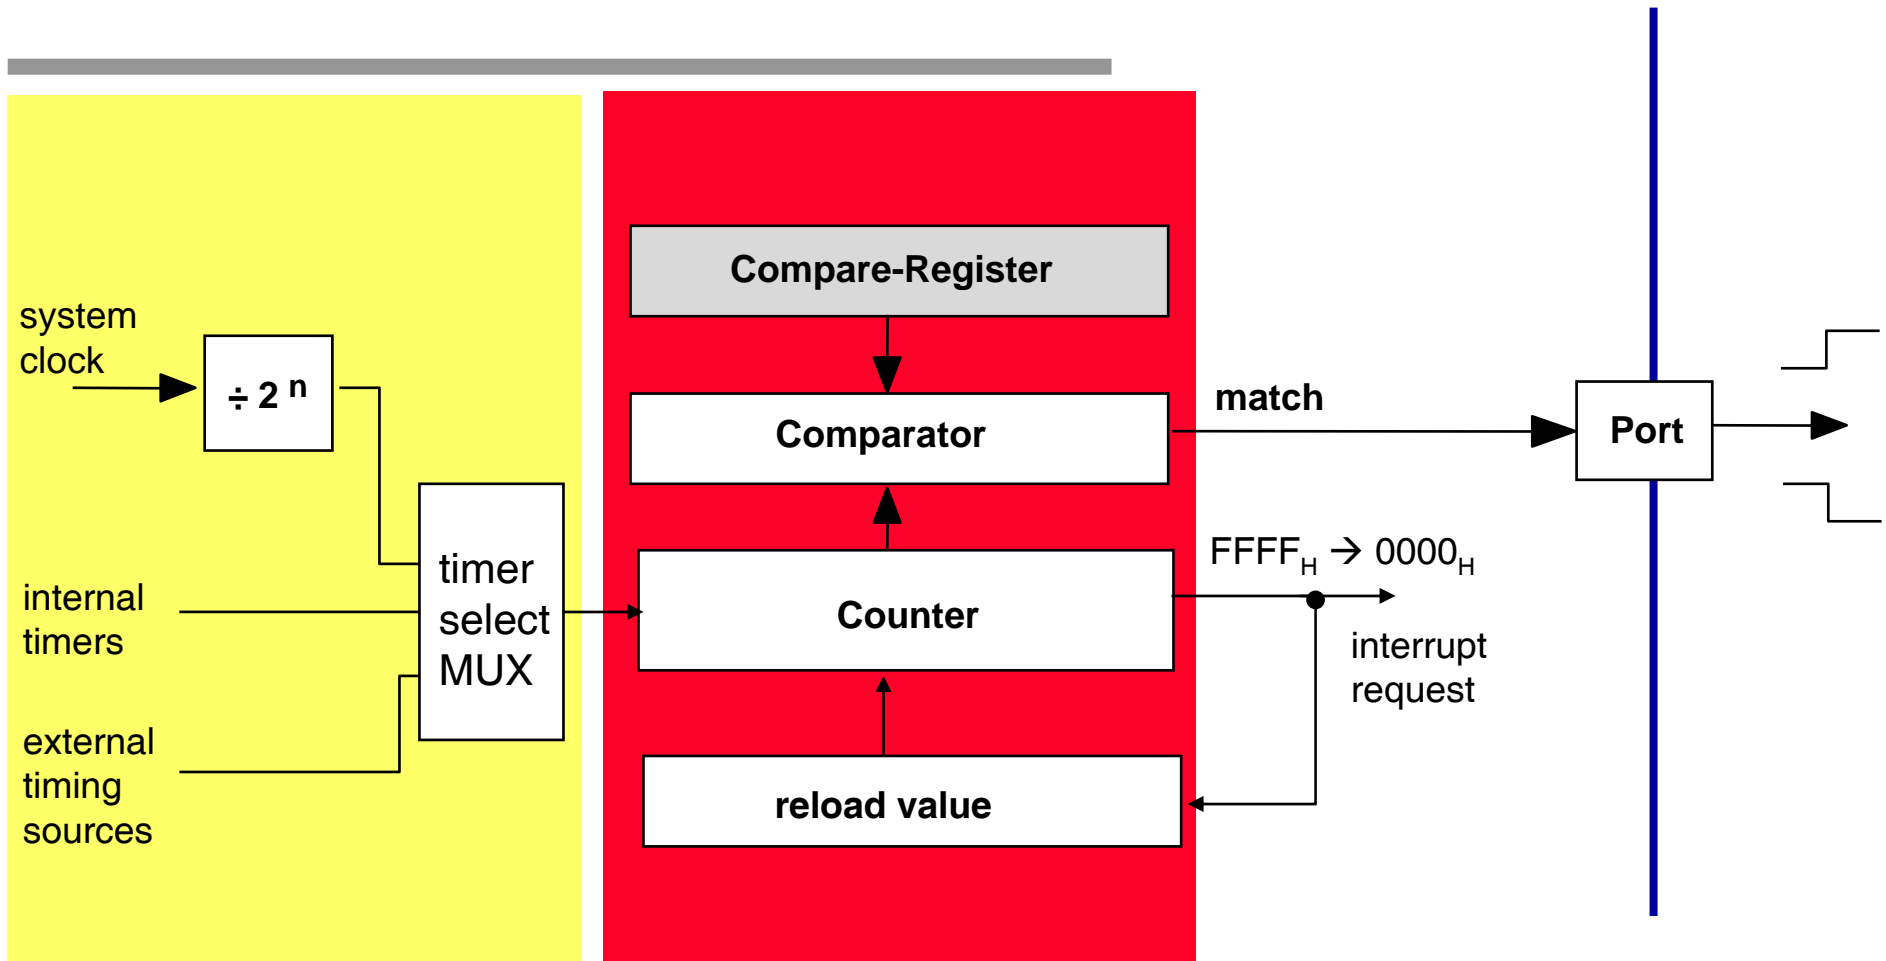 Compare-Register
system
clock
÷ 2 n
Comparator
match
Port
timer
select
MUX
internal
timers
Counter
FFFFH → 0000H
interrupt
request
external
timing
sources
reload value